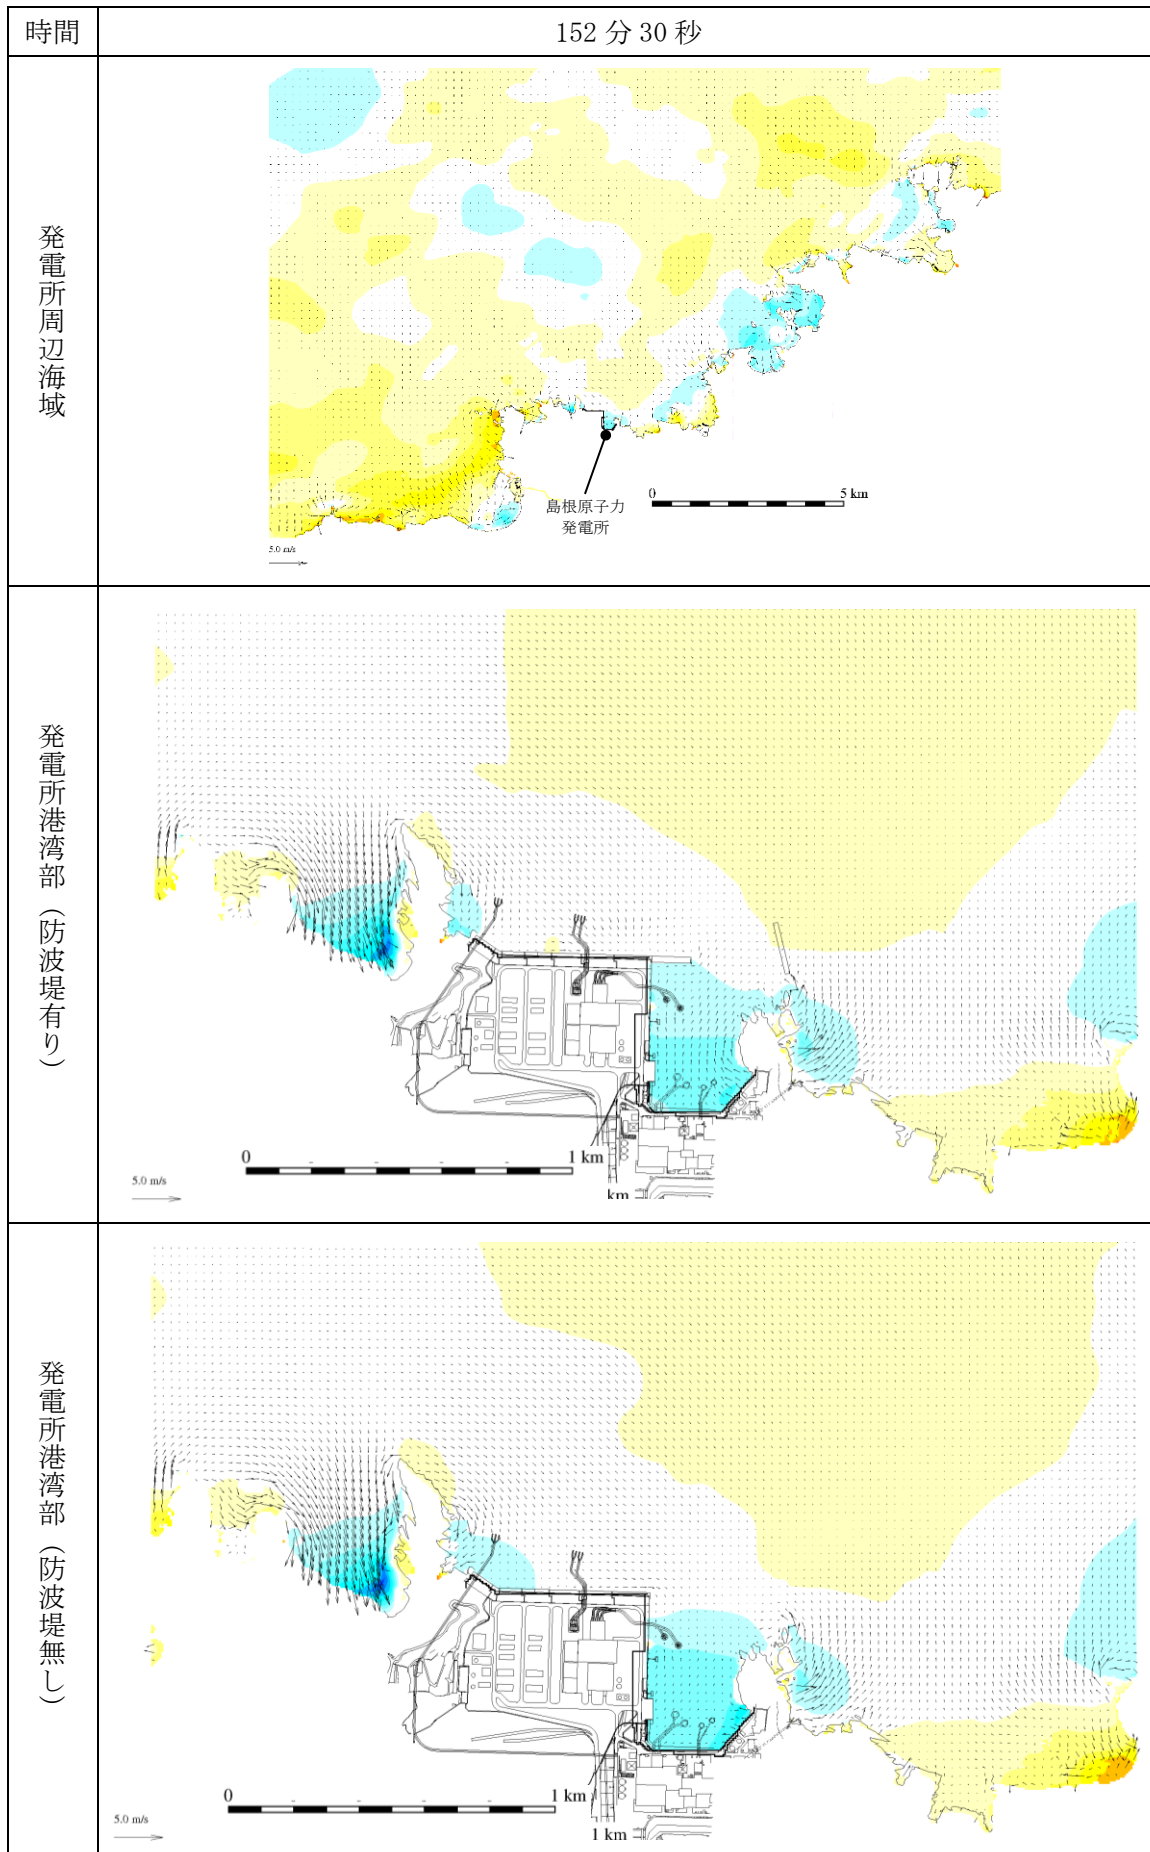 時間
152 分 30 秒
発電所周辺海域
島根原子力
発電所
0 5 km
5.0 m/s
発電所港湾部（防波堤有り）
0 1 km
km
5.0 m/s
発電所港湾部（防波堤無し）
0 1 km
1 km
5.0 m/s